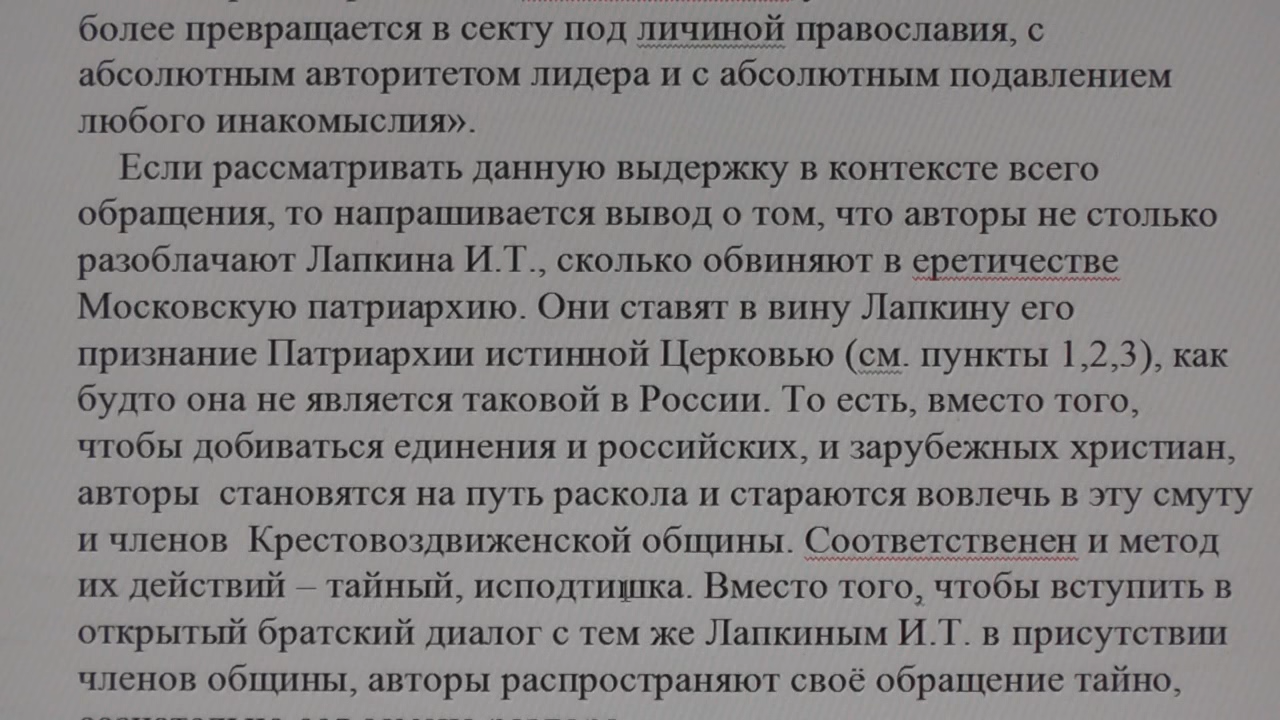 более превращается в секту под личиной православия, с
абсолютным авторитетом лидера и с абсолютным подавлением
любого инакомыслия».
Если рассматривать данную выдержку в контексте всего
обращения, то напрашивается вывод о том, что авторы не столько
разоблачают Лапкина И.Т., сколько обвиняют в еретичестве
Московскую патриархию. Они ставят в вину Лапкину его
признание Патриархии истинной Церковью (см. пункты 1,2,3), как
будто она не является таковой в России. То есть, вместо того,
чтобы добиваться единения и российских, и зарубежных христиан,
авторы  становятся на путь раскола и стараются вовлечь в эту смуту
и членов  Крестовоздвиженской общины. Соответственен и метод
их действий – тайный, исподтишка. Вместо того, чтобы вступить в
открытый братский диалог с тем же Лапкиным И.Т. в присутствии
членов общины, авторы распространяют своё обращение тайно,